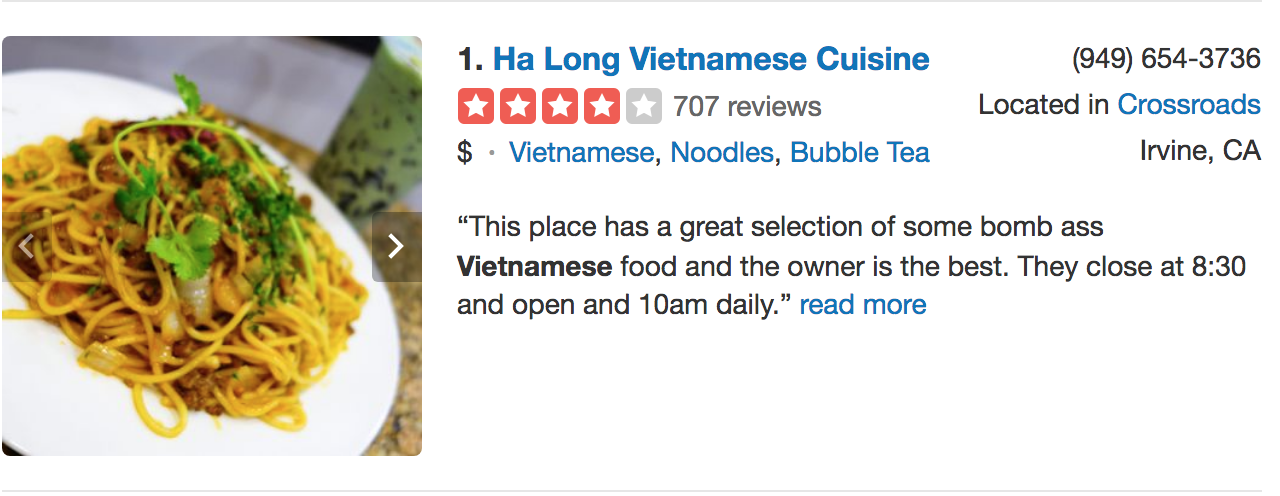 1. Ha Long Vietnamese Cuisine
707 reviews
$ · Vietnamese, Noodles, Bubble Tea
(949) 654-3736
Located in Crossroads
Irvine, CA
“This place has a great selection of some bomb ass
Vietnamese food and the owner is the best. They close at 8:30
and open and 10am daily.” read more